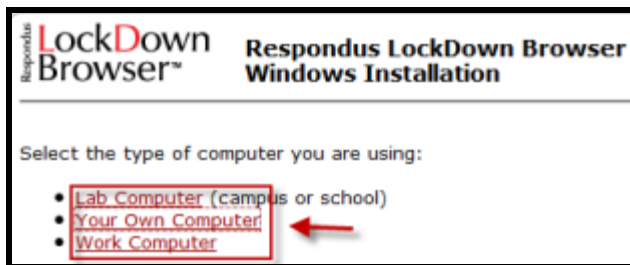 Respondus
LockDown
Browser™
Respondus LockDown Browser
Windows Installation
Select the type of computer you are using:
• Lab Computer (campus or school)
• Your Own Computer
• Work Computer